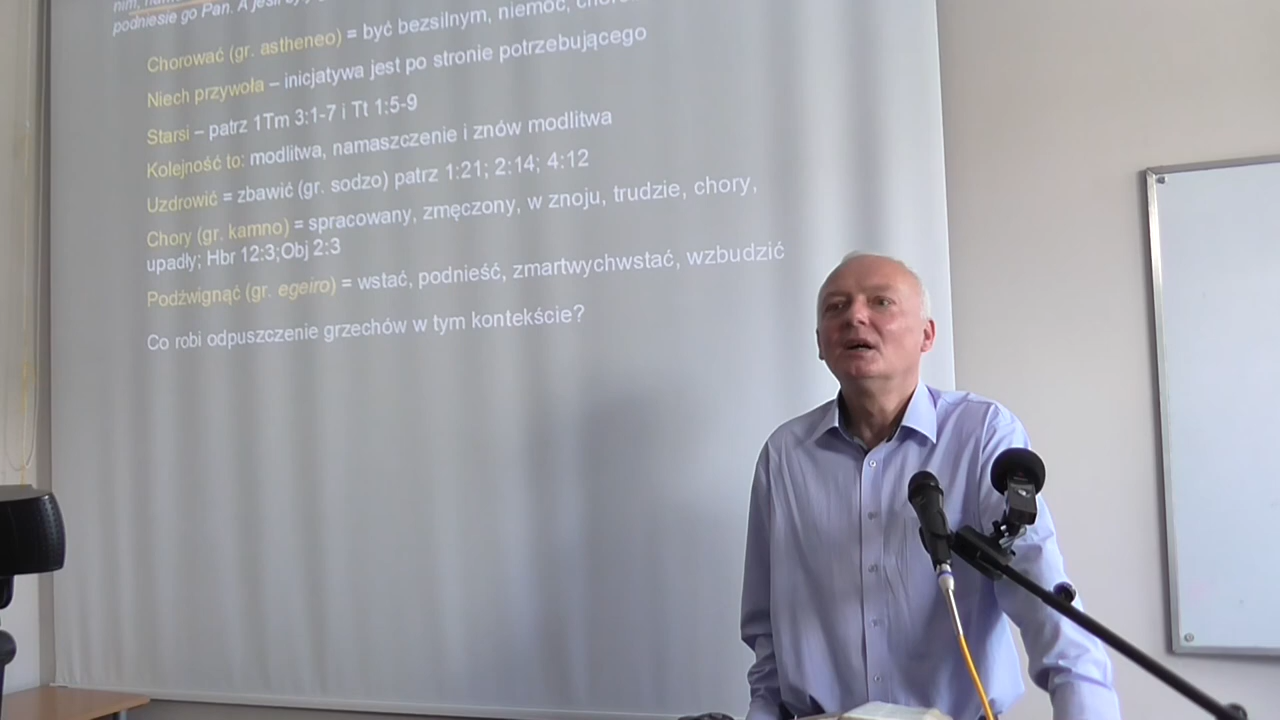 podniesie go Pan. A jeśli
Chorować (gr. astheneo) = być bezsilnym, niemoc,
Niech przywoła – inicjatywa jest po stronie potrzebującego
Starsi – patrz 1Tm 3:1-7 i Tt 1:5-9
Kolejność to: modlitwa, namaszczenie i znów modlitwa
Uzdrowić = zbawić (gr. sodzo) patrz 1:21; 2:14; 4:12
Chory (gr. kamno) = spracowany, zmęczony, w znoju, trudzie, chory,
upadły; Hbr 12:3;Obj 2:3
Podźwignąć (gr. egeiro) = wstać, podnieść, zmartwychwstać, wzbudzić
Co robi odpuszczenie grzechów w tym kontekście?